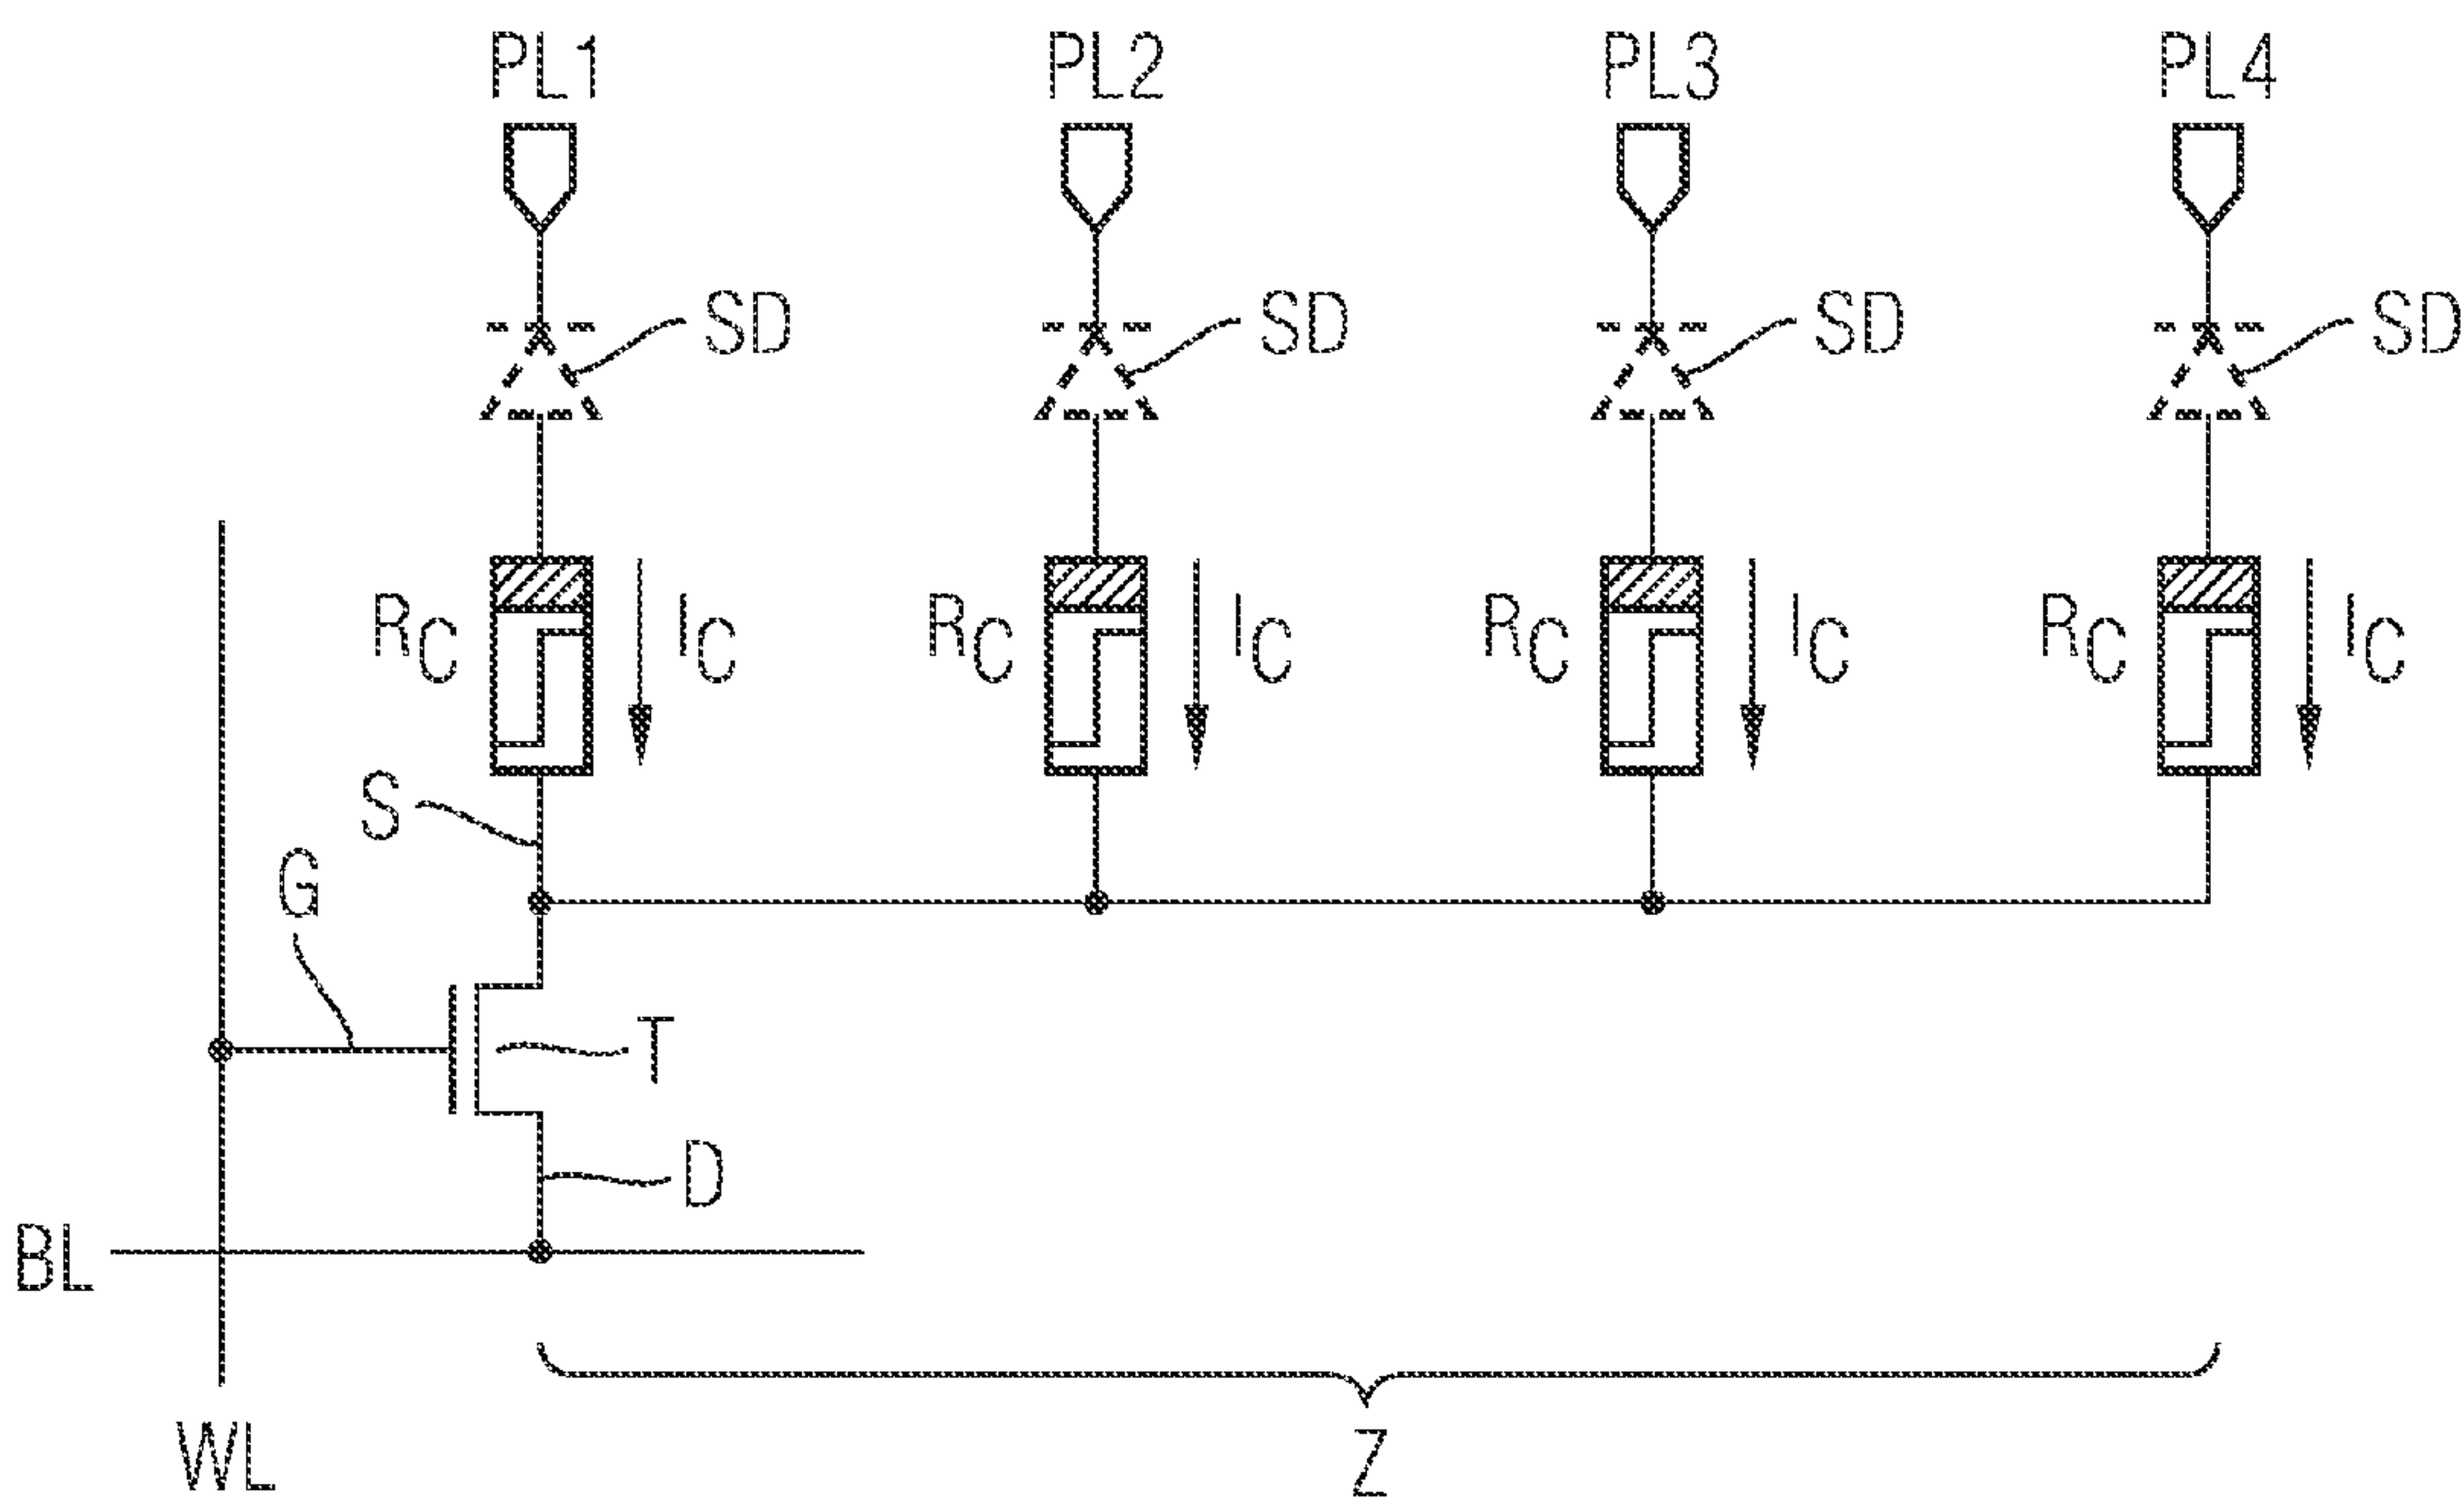 PL1 PL2 PL3 PL4
SD SD SD SD
RC IC RC IC RC IC RC IC
S
G
T
D
BL
WL
Z